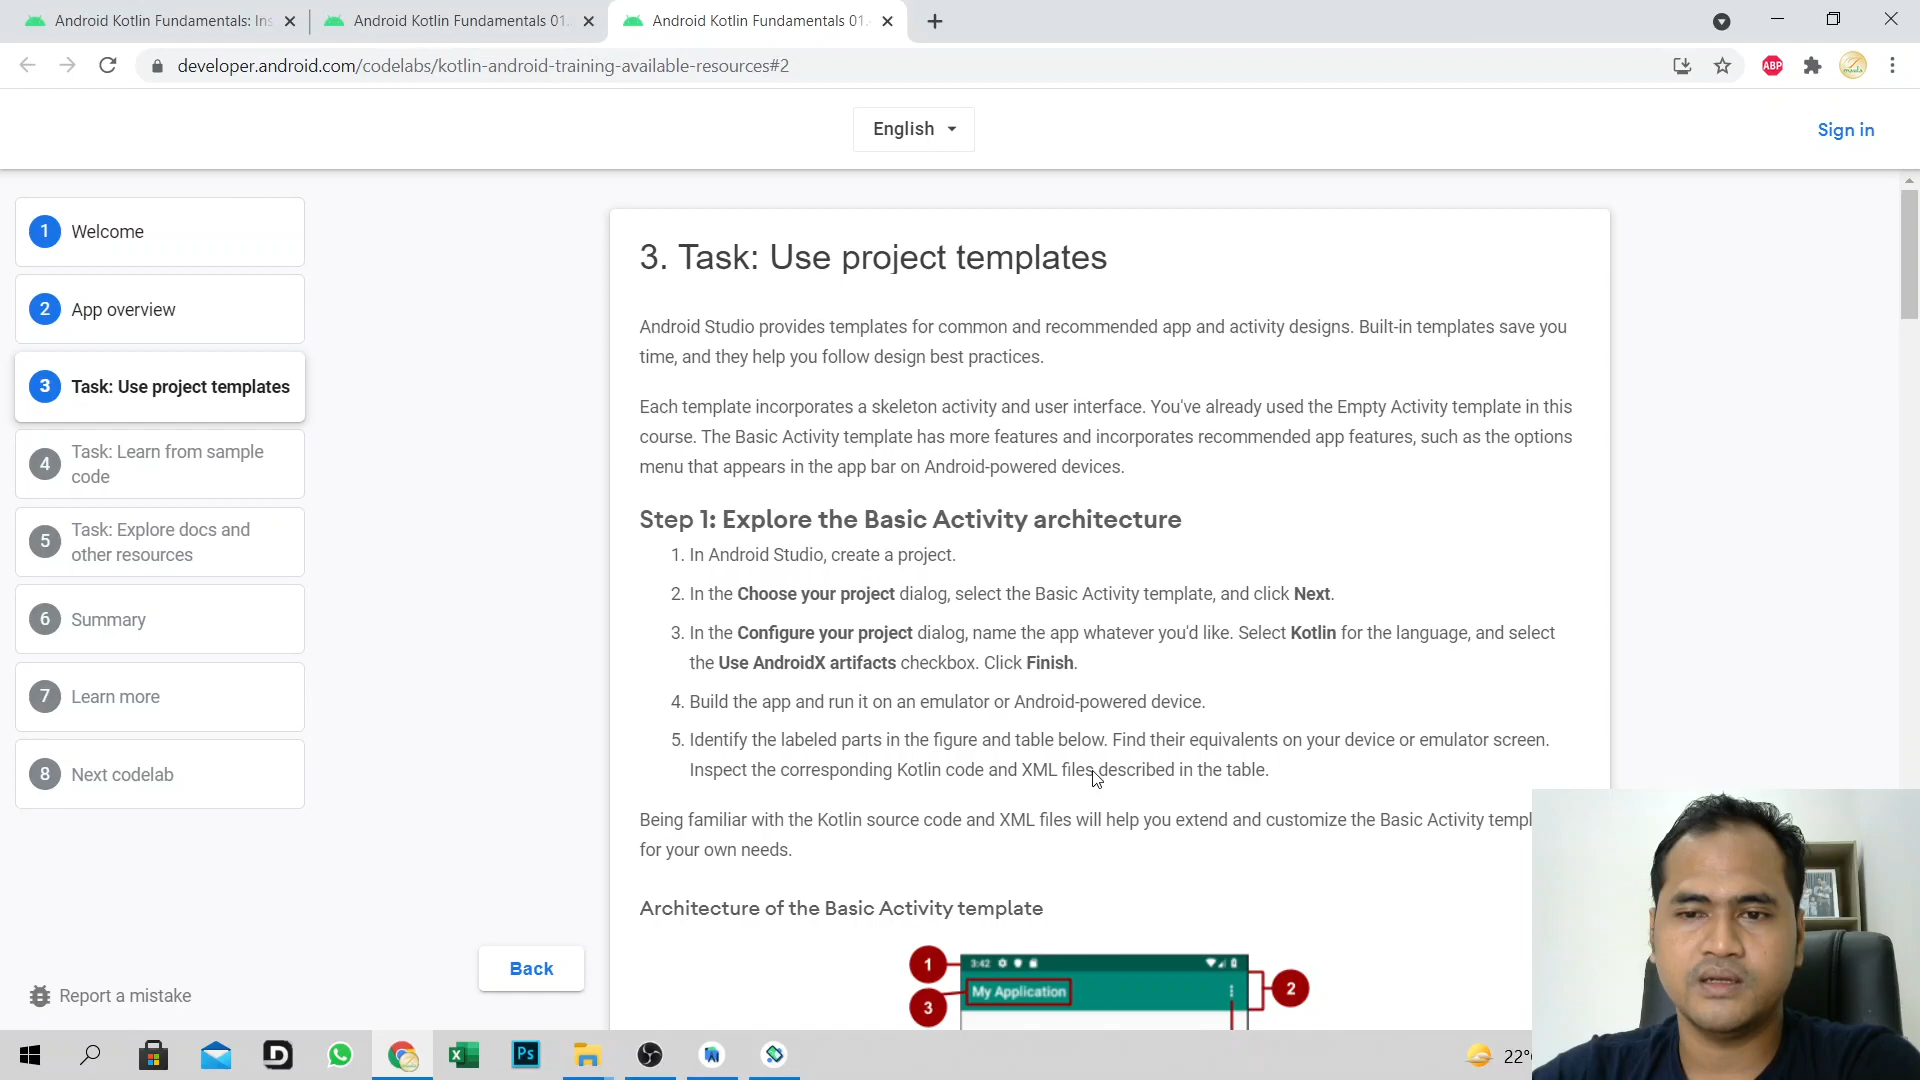 Android Kotlin Fundamentals: Ins
Android Kotlin Fundamentals 01.
Android Kotlin Fundamentals 01.
developer.android.com/codelabs/kotlin-android-training-available-resources#2
ABP
English
Sign in
1 Welcome
2 App overview
3 Task: Use project templates
4 Task: Learn from sample
code
5 Task: Explore docs and
other resources
6 Summary
7 Learn more
8 Next codelab
Report a mistake
Back
3. Task: Use project templates
Android Studio provides templates for common and recommended app and activity designs. Built-in templates save you
time, and they help you follow design best practices.
Each template incorporates a skeleton activity and user interface. You've already used the Empty Activity template in this
course. The Basic Activity template has more features and incorporates recommended app features, such as the options
menu that appears in the app bar on Android-powered devices.
Step 1: Explore the Basic Activity architecture
1. In Android Studio, create a project.
2. In the Choose your project dialog, select the Basic Activity template, and click Next.
3. In the Configure your project dialog, name the app whatever you'd like. Select Kotlin for the language, and select
the Use AndroidX artifacts checkbox. Click Finish.
4. Build the app and run it on an emulator or Android-powered device.
5. Identify the labeled parts in the figure and table below. Find their equivalents on your device or emulator screen.
Inspect the corresponding Kotlin code and XML files described in the table.
Being familiar with the Kotlin source code and XML files will help you extend and customize the Basic Activity templ
for your own needs.
Architecture of the Basic Activity template
1
3:42
My Application
2
3
D
X
Ps
22°